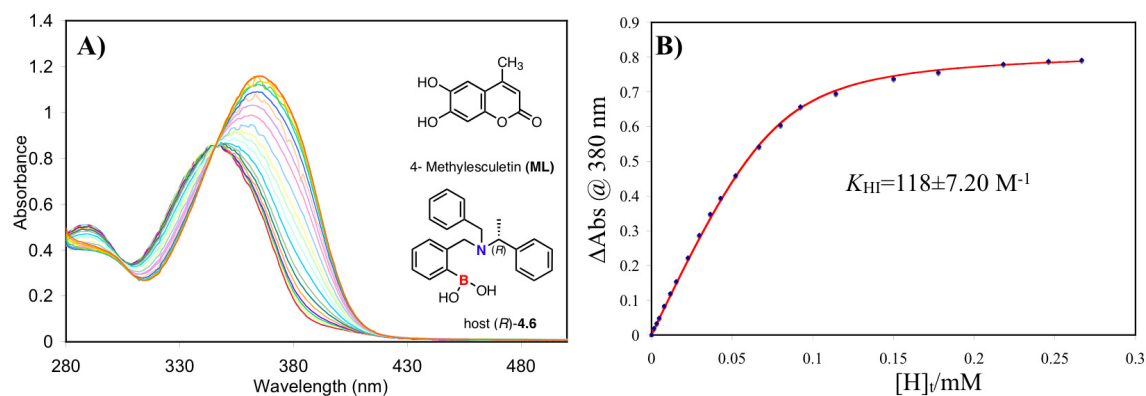 A)
1.4
1.2
1
0.8
0.6
0.4
0.2
0
Absorbance
280
330
380
430
480
Wavelength (nm)
CH3
HO
HO
O
O
4- Methylesculetin (ML)
N
(R)
B
HO
OH
host (R)-4.6
B)
0.9
0.8
0.7
0.6
0.5
0.4
0.3
0.2
0.1
0
ΔAbs @ 380 nm
KHI=118±7.20 M-1
0
0.05
0.1
0.15
0.2
0.25
0.3
[H]t/mM